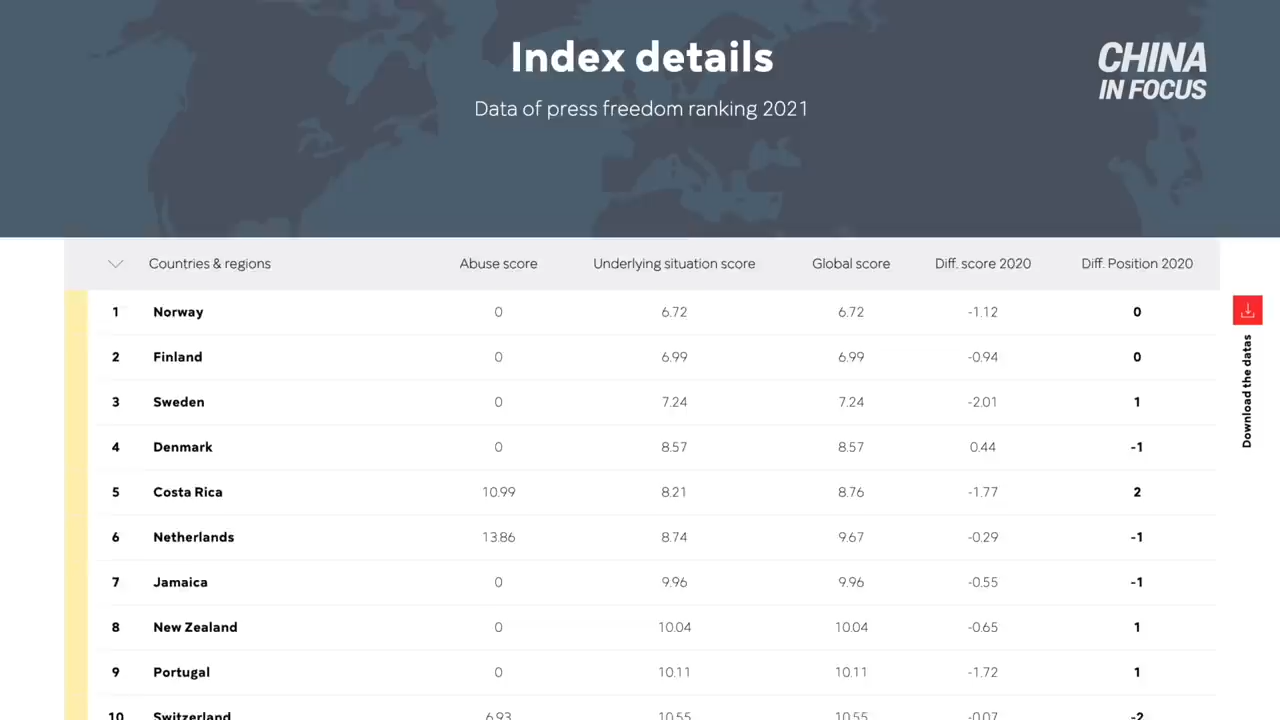 Index details
Data of press freedom ranking 2021
CHINA
IN FOCUS
Countries & regions Abuse score Underlying situation score Global score Diff. score 2020 Diff. Position 2020
1 Norway 0 6.72 6.72 -1.12 0
2 Finland 0 6.99 6.99 -0.94 0
3 Sweden 0 7.24 7.24 -2.01 1
4 Denmark 0 8.57 8.57 0.44 -1
5 Costa Rica 10.99 8.21 8.76 -1.77 2
6 Netherlands 13.86 8.74 9.67 -0.29 -1
7 Jamaica 0 9.96 9.96 -0.55 -1
8 New Zealand 0 10.04 10.04 -0.65 1
9 Portugal 0 10.11 10.11 -1.72 1
10 Switzerland 6.93 10.55 10.55 -0.07 -2
Download the datas